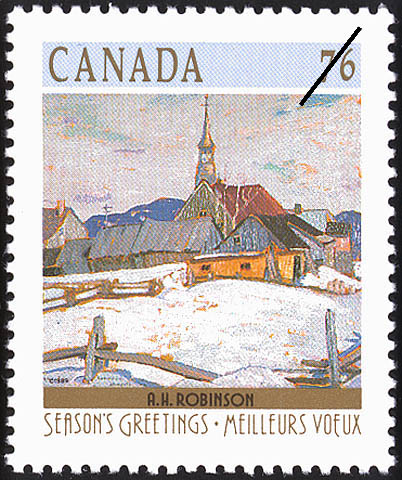 CANADA 76
A.H. ROBINSON
SEASON'S GREETINGS • MEILLEURS VOEUX